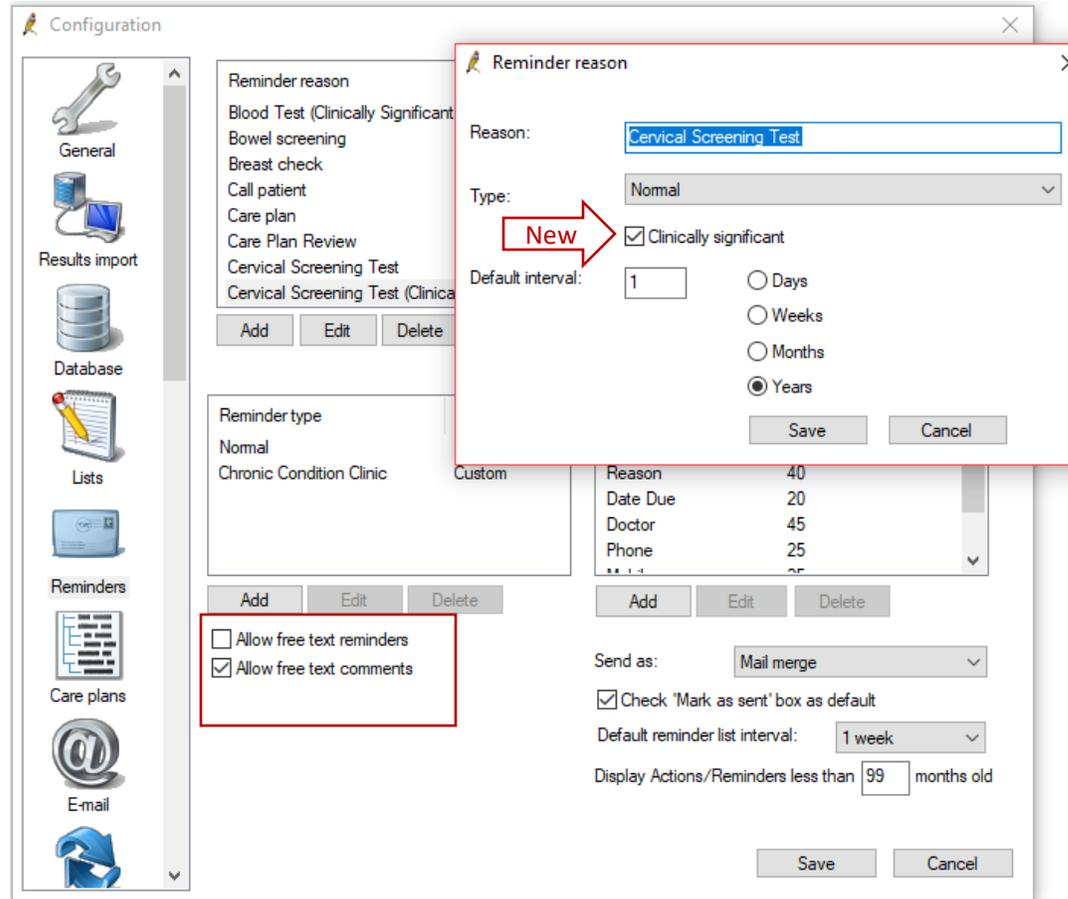 Configuration
General
Results import
Database
Lists
Reminders
Care plans
E-mail
Reminder reason
Blood Test (Clinically Significant
Bowel screening
Breast check
Call patient
Care plan
Care Plan Review
Cervical Screening Test
Cervical Screening Test (Clinica
Add Edit Delete
Reminder reason
Reason: Cervical Screening Test
Type: Normal
New Clinically significant
Default interval: 1 Days
Weeks
Months
Years
Save Cancel
Reminder type
Normal
Chronic Condition Clinic Custom
Add Edit Delete
Allow free text reminders
Allow free text comments
Reason 40
Date Due 20
Doctor 45
Phone 25
Add Edit Delete
Send as: Mail merge
Check 'Mark as sent' box as default
Default reminder list interval: 1 week
Display Actions/Reminders less than 99 months old
Save Cancel